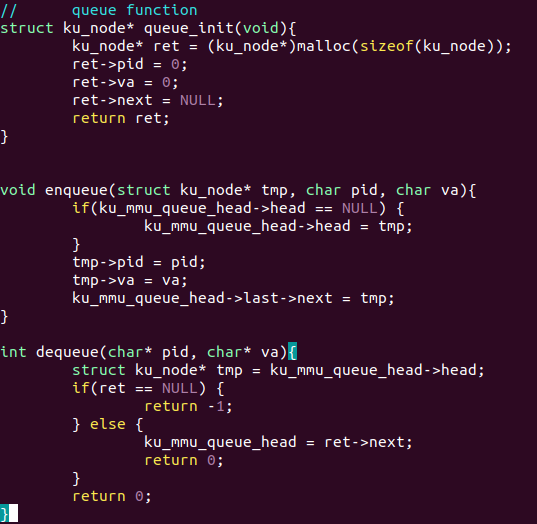 //      queue function
struct ku_node* queue_init(void){
        ku_node* ret = (ku_node*)malloc(sizeof(ku_node));
        ret->pid = 0;
        ret->va = 0;
        ret->next = NULL;
        return ret;
}
void enqueue(struct ku_node* tmp, char pid, char va){
        if(ku_mmu_queue_head->head == NULL) {
                ku_mmu_queue_head->head = tmp;
        }
        tmp->pid = pid;
        tmp->va = va;
        ku_mmu_queue_head->last->next = tmp;
}
int dequeue(char* pid, char* va){
        struct ku_node* tmp = ku_mmu_queue_head->head;
        if(ret == NULL) {
                return -1;
        } else {
                ku_mmu_queue_head = ret->next;
                return 0;
        }
        return 0;
}